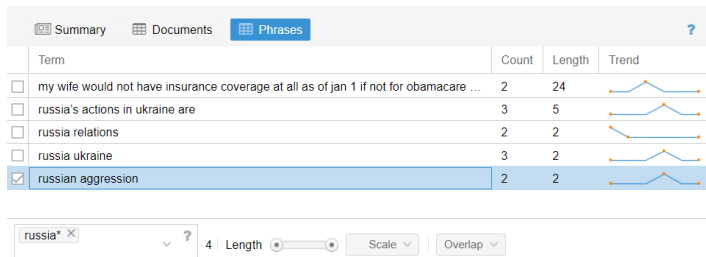 Summary Documents Phrases ?
Term Count Length Trend
my wife would not have insurance coverage at all as of jan 1 if not for obamacare ... 2 24
russia's actions in ukraine are 3 5
russia relations 2 2
russia ukraine 3 2
russian aggression 2 2
russia* × ? 4 Length Scale Overlap